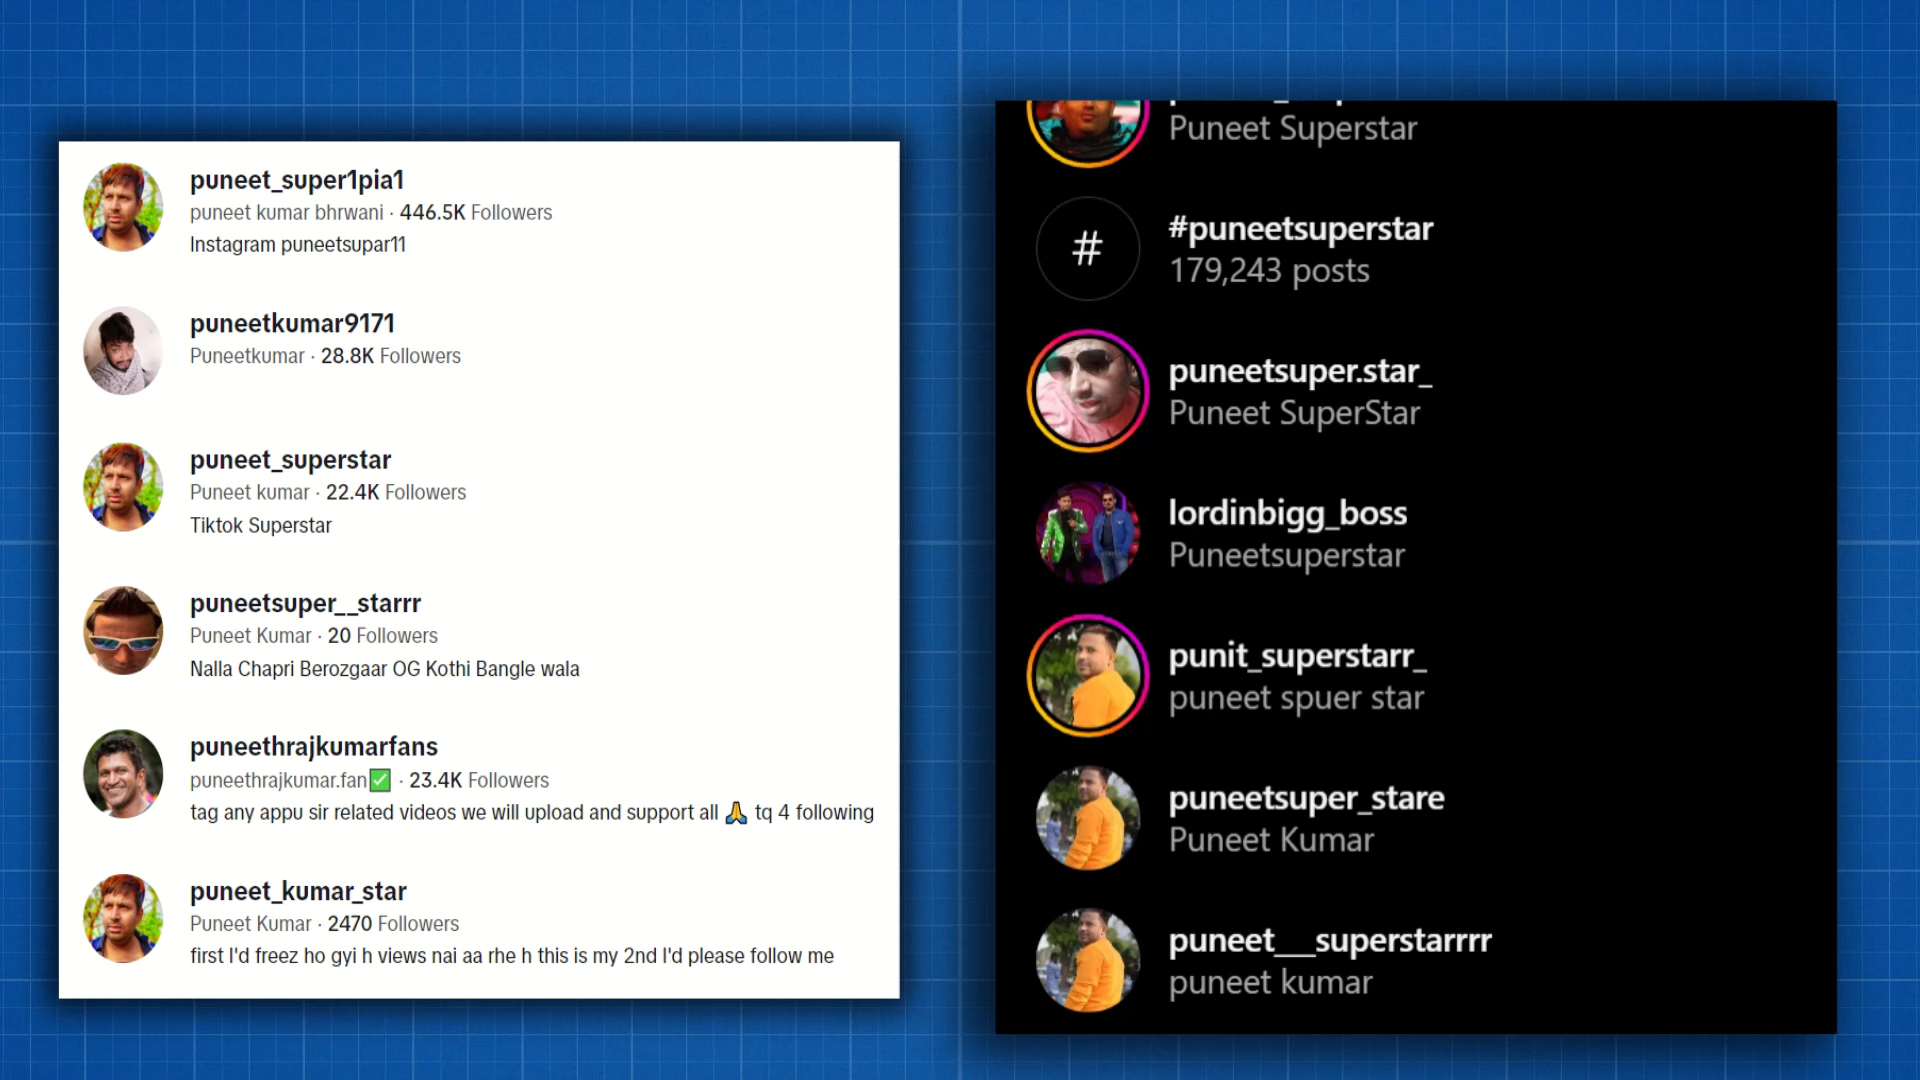 puneet_super1pia1
puneet kumar bhrwani · 446.5K Followers
Instagram puneetsupar11
puneetkumar9171
Puneetkumar · 28.8K Followers
puneet_superstar
Puneet kumar · 22.4K Followers
Tiktok Superstar
puneetsuper__starrr
Puneet Kumar · 20 Followers
Nalla Chapri Berozgaar OG Kothi Bangle wala
puneethrajkumarfans
puneethrajkumar.fan✅ · 23.4K Followers
tag any appu sir related videos we will upload and support all 🙏 tq 4 following
puneet_kumar_star
Puneet Kumar · 2470 Followers
first I'd freez ho gyi h views nai aa rhe h this is my 2nd I'd please follow me
Puneet Superstar
#
#puneetsuperstar
179,243 posts
puneetsuper.star_
Puneet SuperStar
lordinbigg_boss
Puneetsuperstar
punit_superstarr_
puneet spuer star
puneetsuper_stare
Puneet Kumar
puneet___superstarrrr
puneet kumar